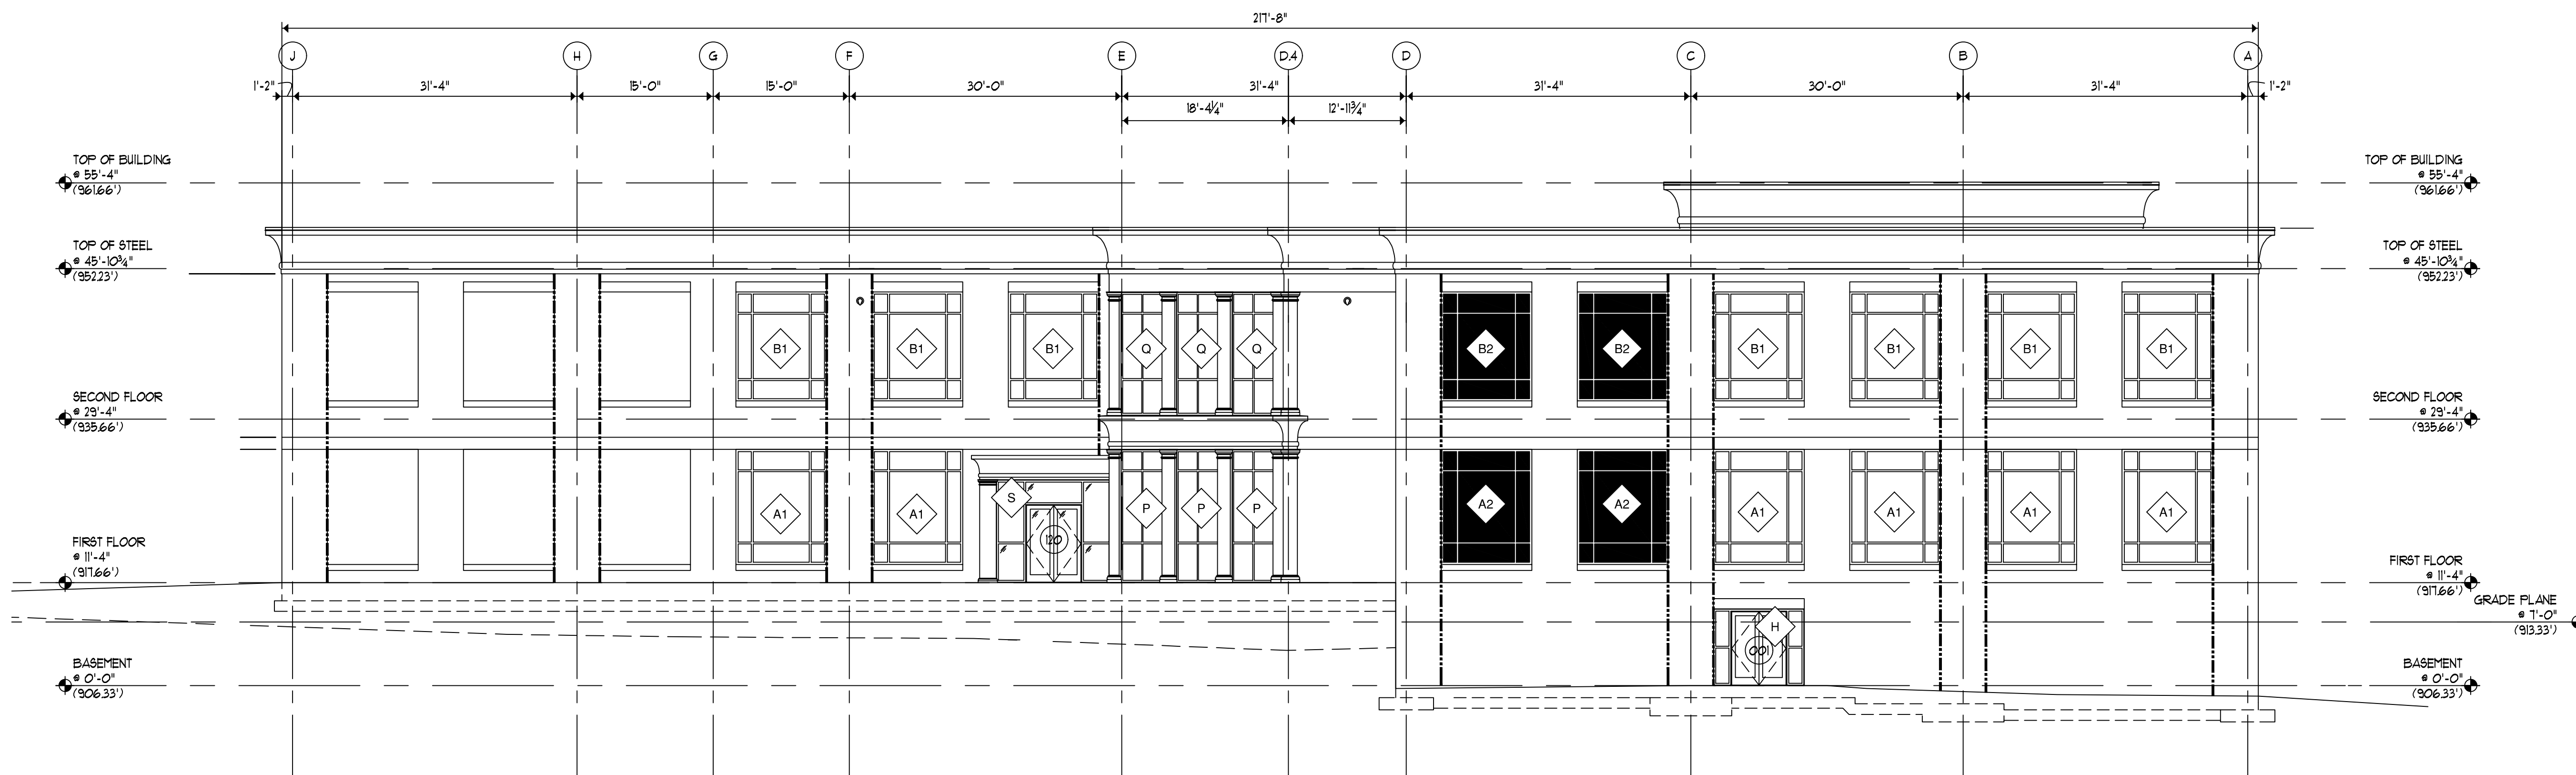 217'-8"
J H G F E D.4 D C B A
1'-2" 31'-4" 15'-0" 15'-0" 30'-0" 31'-4" 31'-4" 30'-0" 31'-4" 1'-2"
18'-4¼" 12'-11¾"
TOP OF BUILDING
@ 55'-4"
(961.66')
TOP OF BUILDING
@ 55'-4"
(961.66')
TOP OF STEEL
@ 45'-10¾"
(952.23')
TOP OF STEEL
@ 45'-10¾"
(952.23')
B1 B1 B1 Q Q Q B2 B2 B1 B1 B1 B1
SECOND FLOOR
@ 29'-4"
(935.66')
SECOND FLOOR
@ 29'-4"
(935.66')
A1 A1 S P P P A2 A2 A1 A1 A1 A1
120
FIRST FLOOR
@ 11'-4"
(917.66')
FIRST FLOOR
@ 11'-4"
(917.66')
GRADE PLANE
@ 7'-0"
(913.33')
H
001
BASEMENT
@ 0'-0"
(906.33')
BASEMENT
@ 0'-0"
(906.33')